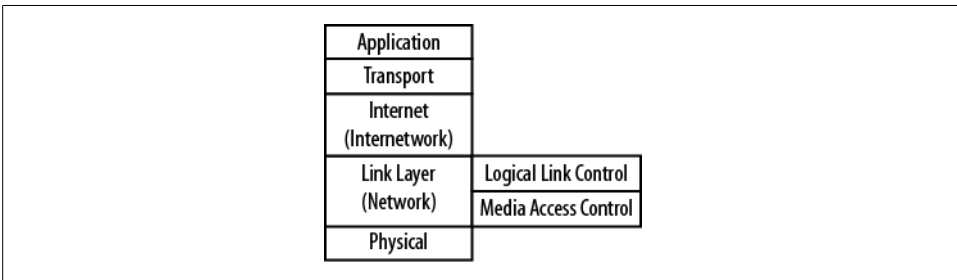 Application
Transport
Internet
(Internetwork)
Link Layer
(Network)
Logical Link Control
Media Access Control
Physical